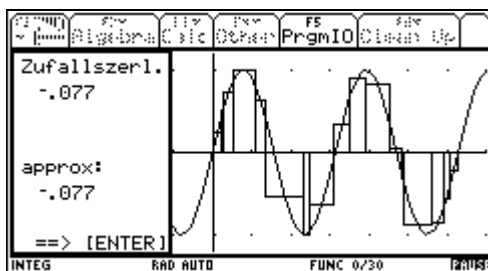 F5
Algebra Calc Other PrgmIO Clean Up
Zufallszerl.
-.077
approx:
-.077
==> [ENTER]
INTEG RAD AUTO FUNC 0/30 PAUSE